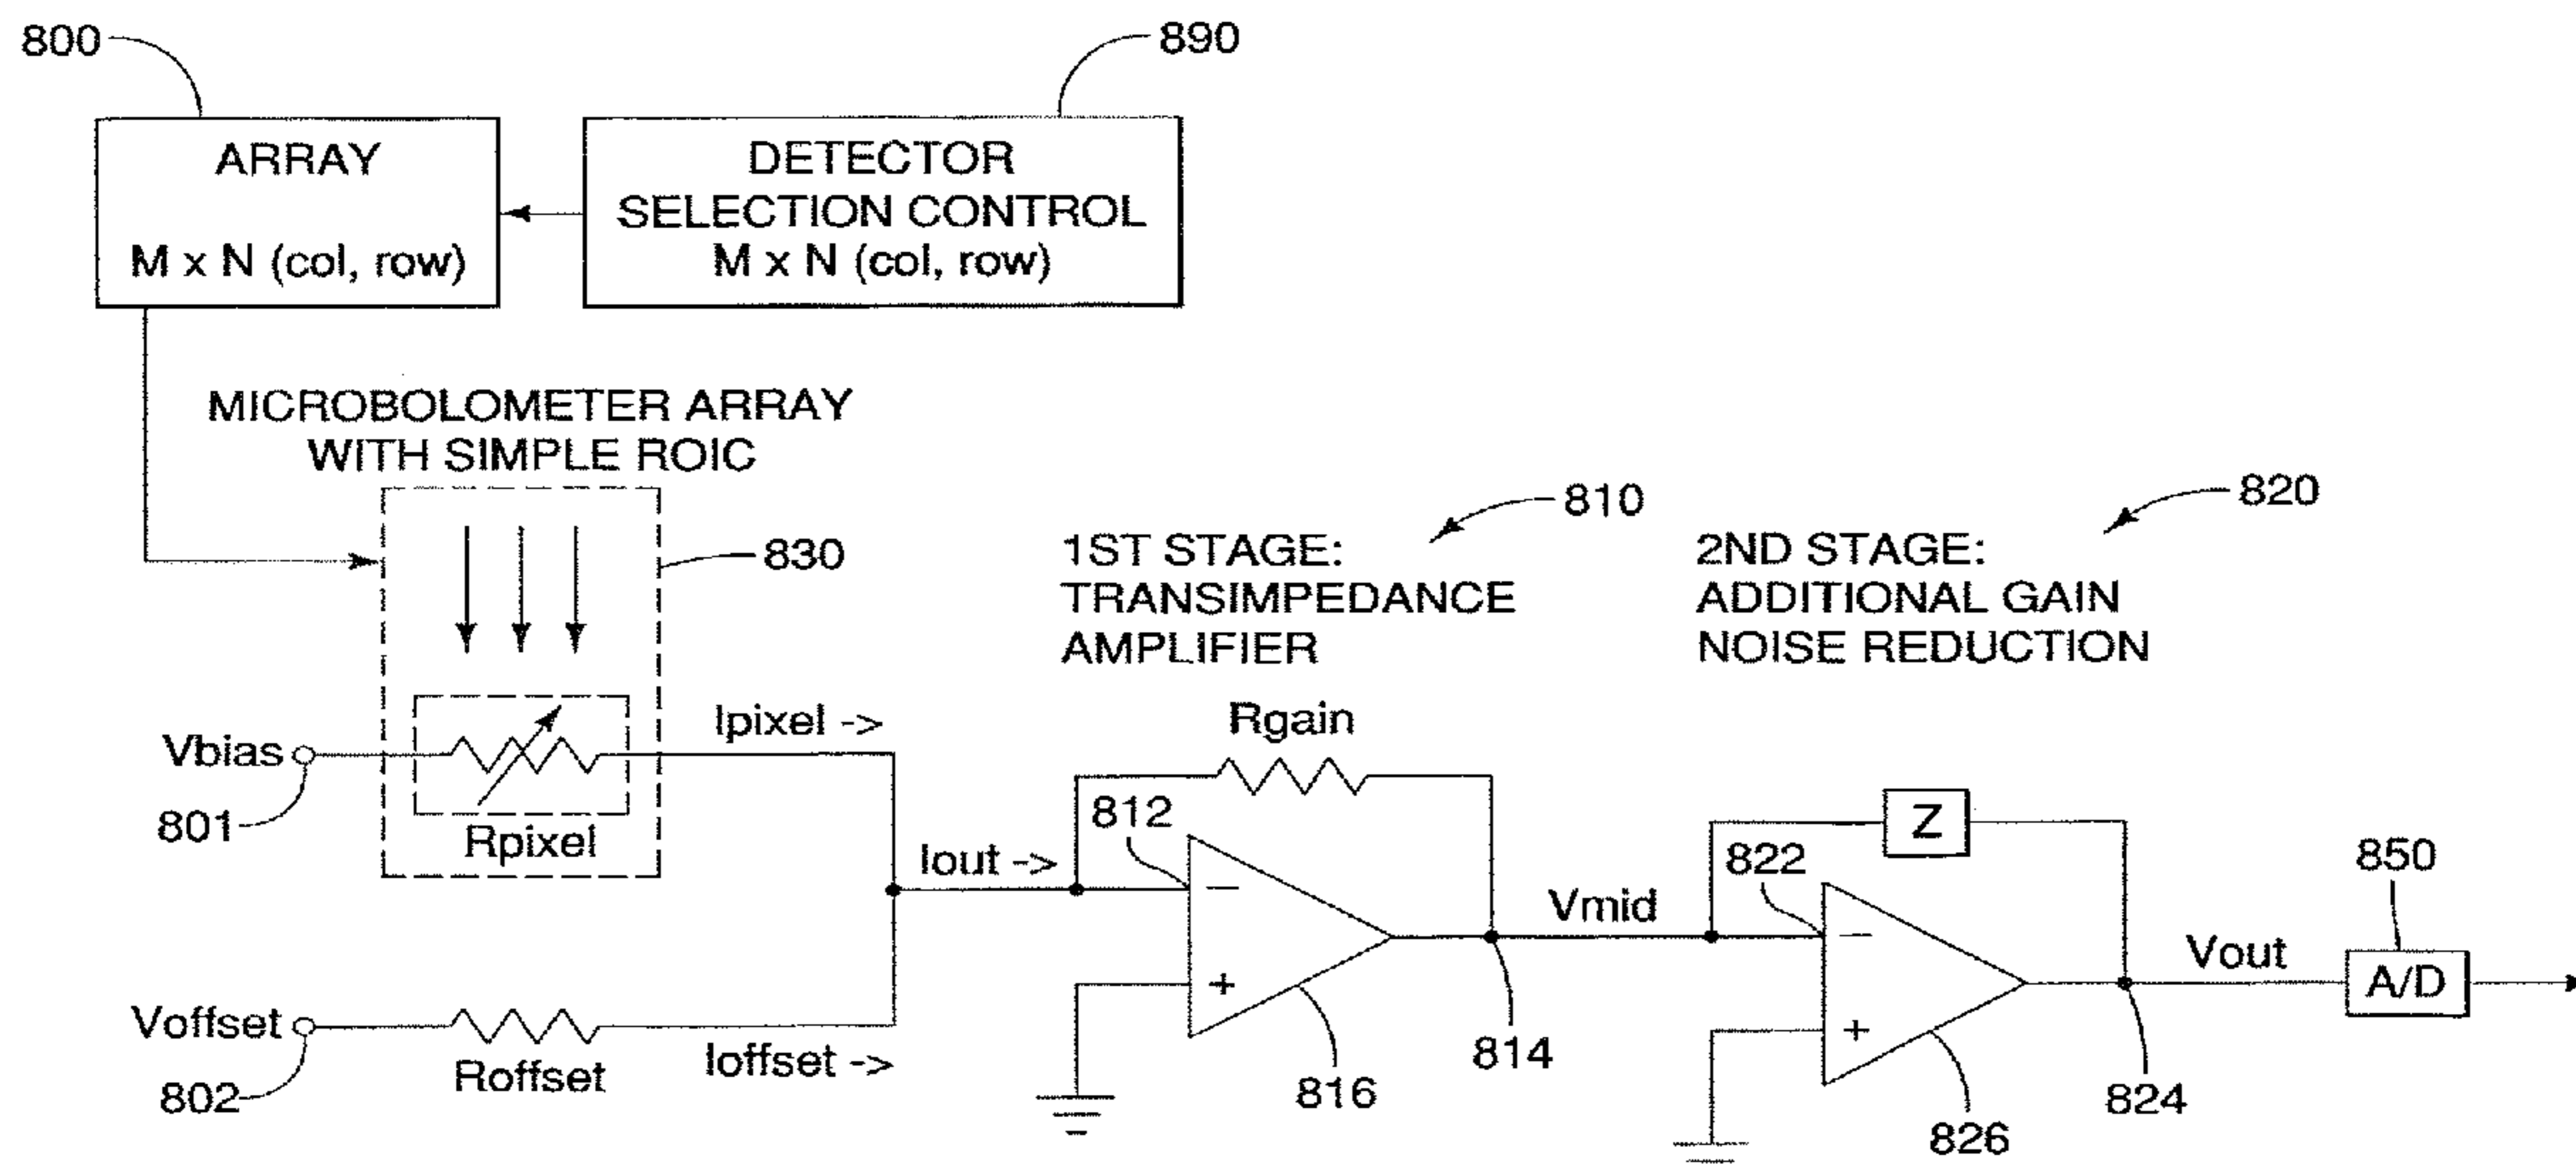 800
890
ARRAY
M x N (col, row)
DETECTOR
SELECTION CONTROL
M x N (col, row)
MICROBOLOMETER ARRAY
WITH SIMPLE ROIC
830
1ST STAGE:
TRANSIMPEDANCE
AMPLIFIER
810
2ND STAGE:
ADDITIONAL GAIN
NOISE REDUCTION
820
Vbias
801
Rpixel
Ipixel ->
Rgain
812
Iout ->
−
+
816
814
Vmid
Z
822
−
+
826
824
Vout
850
A/D
Voffset
802
Roffset
Ioffset ->